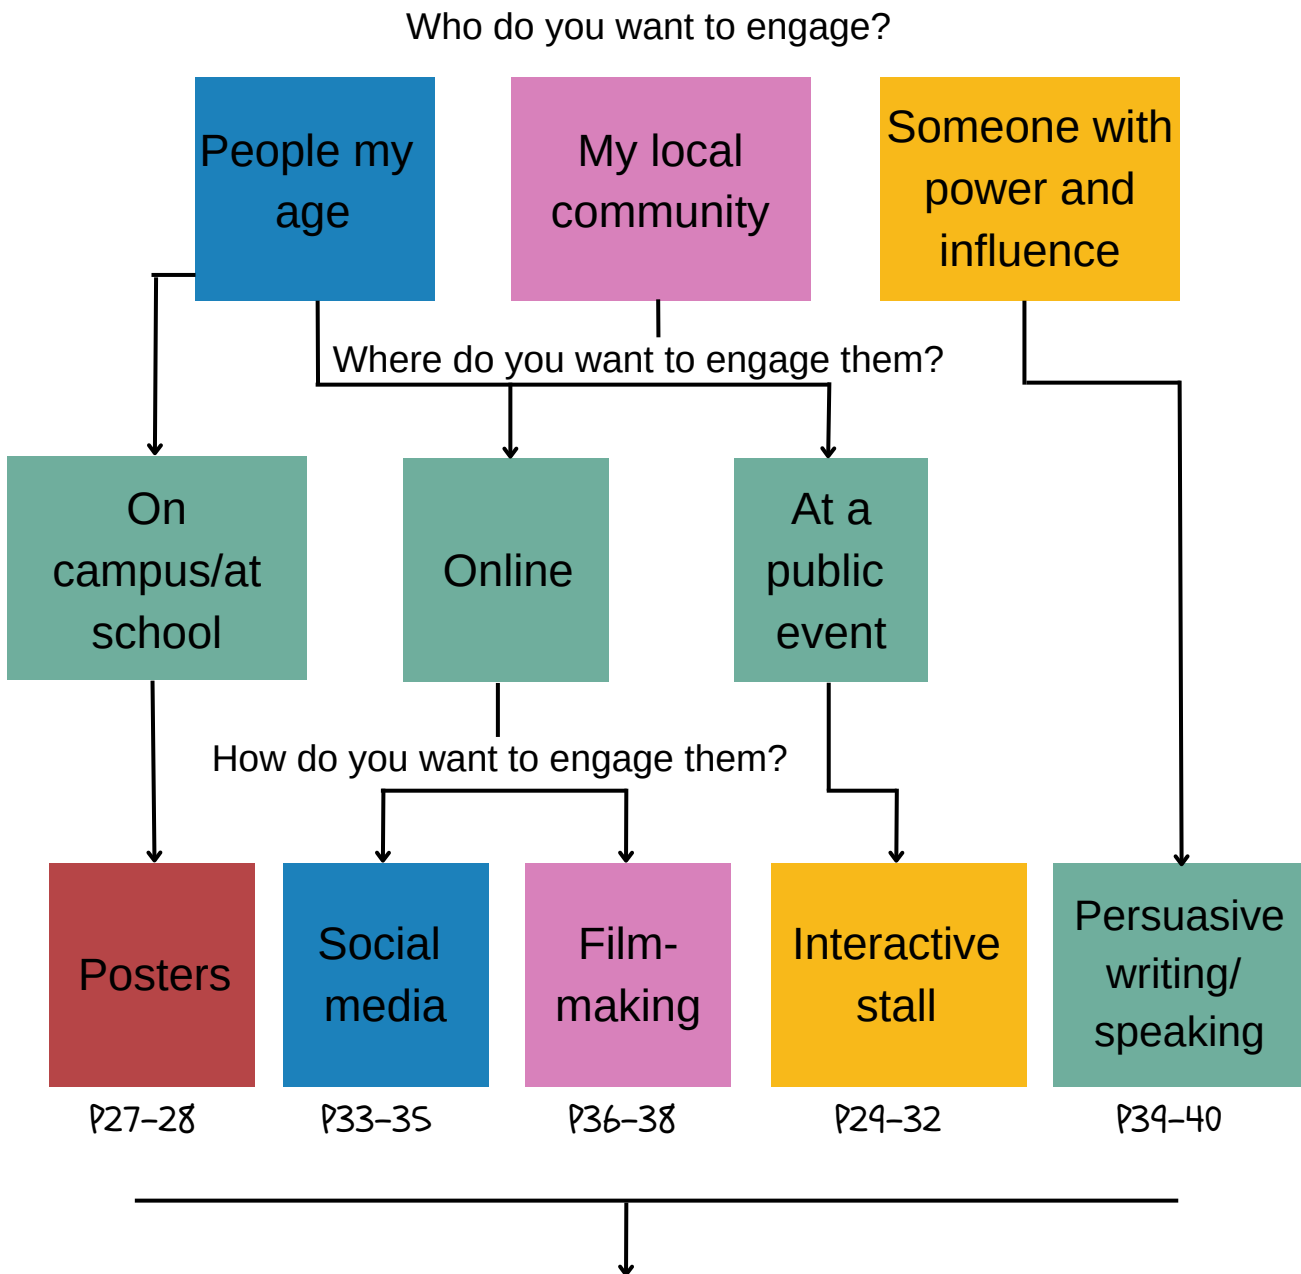 Who do you want to engage?
People my
age
My local
community
Someone with
power and
influence
Where do you want to engage them?
On
campus/at
school
Online
At a
public
event
How do you want to engage them?
Posters
Social
media
Film-
making
Interactive
stall
Persuasive
writing/
speaking
P27-28
P33-35
P36-38
P29-32
P39-40